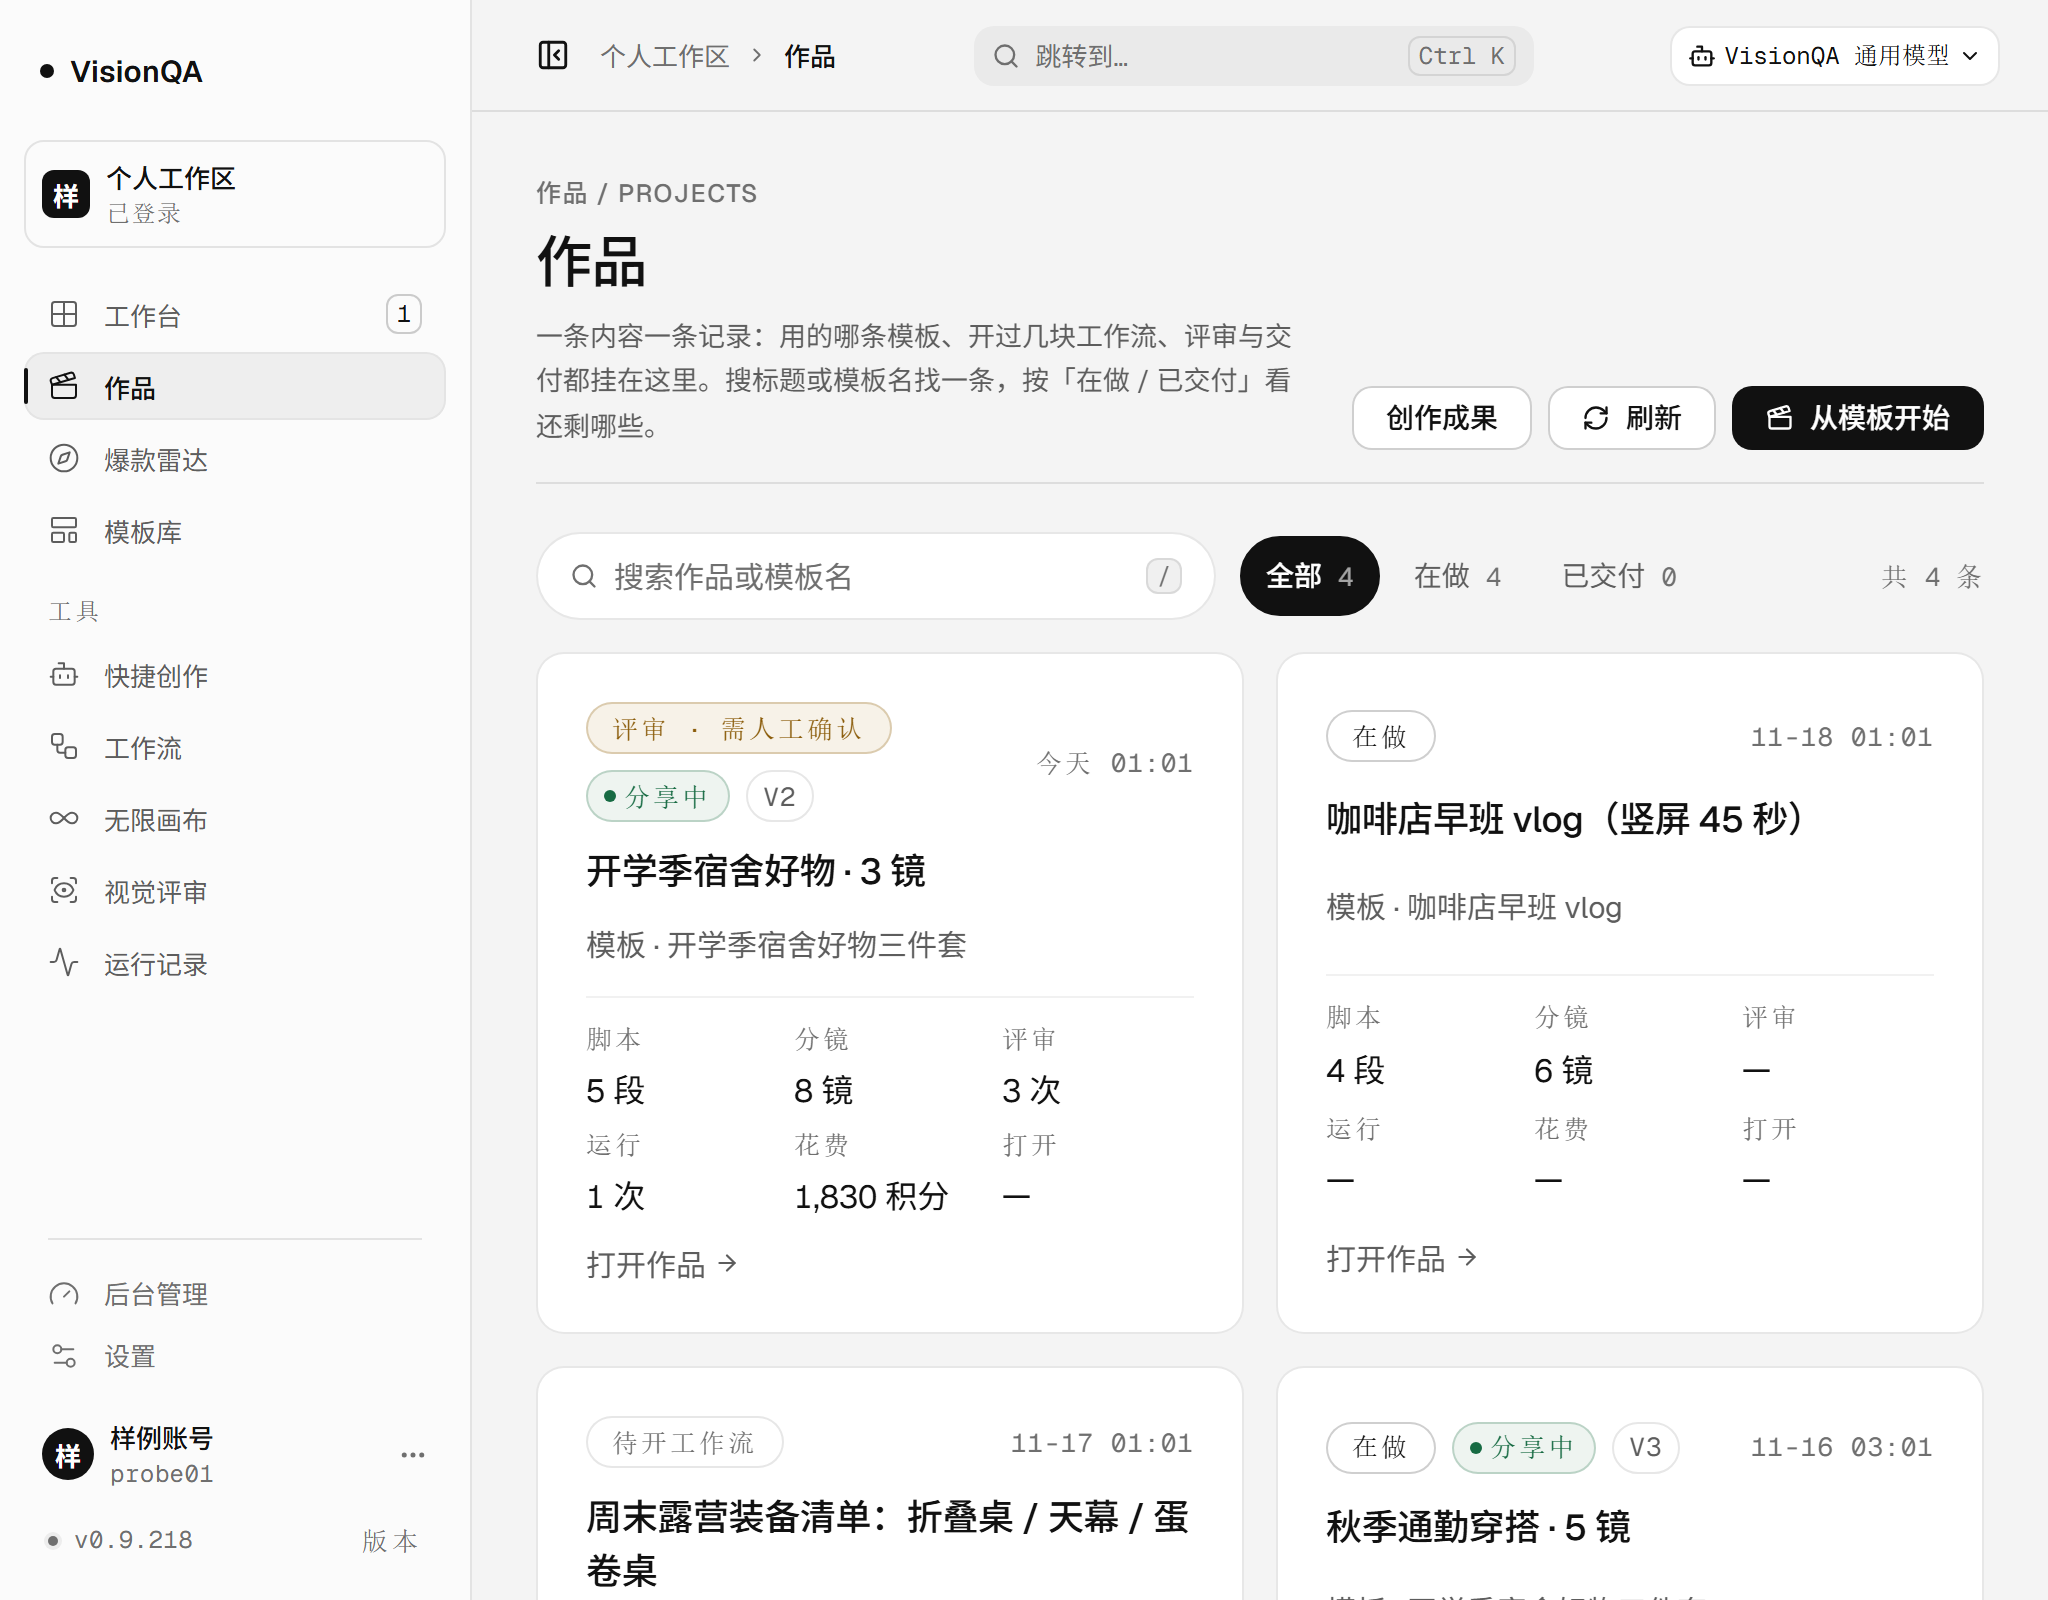 VisionQA
样
个人工作区
已登录
工作台
1
作品
爆款雷达
模板库
工具
快捷创作
工作流
无限画布
视觉评审
运行记录
后台管理
设置
样
样例账号
probe01
v0.9.218
版本
个人工作区
作品
跳转到...
Ctrl K
VisionQA 通用模型
作品 / PROJECTS
作品
一条内容一条记录：用的哪条模板、开过几块工作流、评审与交
付都挂在这里。搜标题或模板名找一条，按「在做 / 已交付」看
还剩哪些。
创作成果
刷新
从模板开始
搜索作品或模板名
/
全部 4
在做 4
已交付 0
共 4 条
评审 · 需人工确认
分享中
V2
今天 01:01
开学季宿舍好物 · 3 镜
模板 · 开学季宿舍好物三件套
脚本
分镜
评审
5 段
8 镜
3 次
运行
花费
打开
1 次
1,830 积分
—
打开作品 →
在做
11-18 01:01
咖啡店早班 vlog（竖屏 45 秒）
模板 · 咖啡店早班 vlog
脚本
分镜
评审
4 段
6 镜
—
运行
花费
打开
—
—
—
打开作品 →
待开工作流
11-17 01:01
周末露营装备清单：折叠桌 / 天幕 / 蛋
卷桌
在做
分享中
V3
11-16 03:01
秋季通勤穿搭 · 5 镜